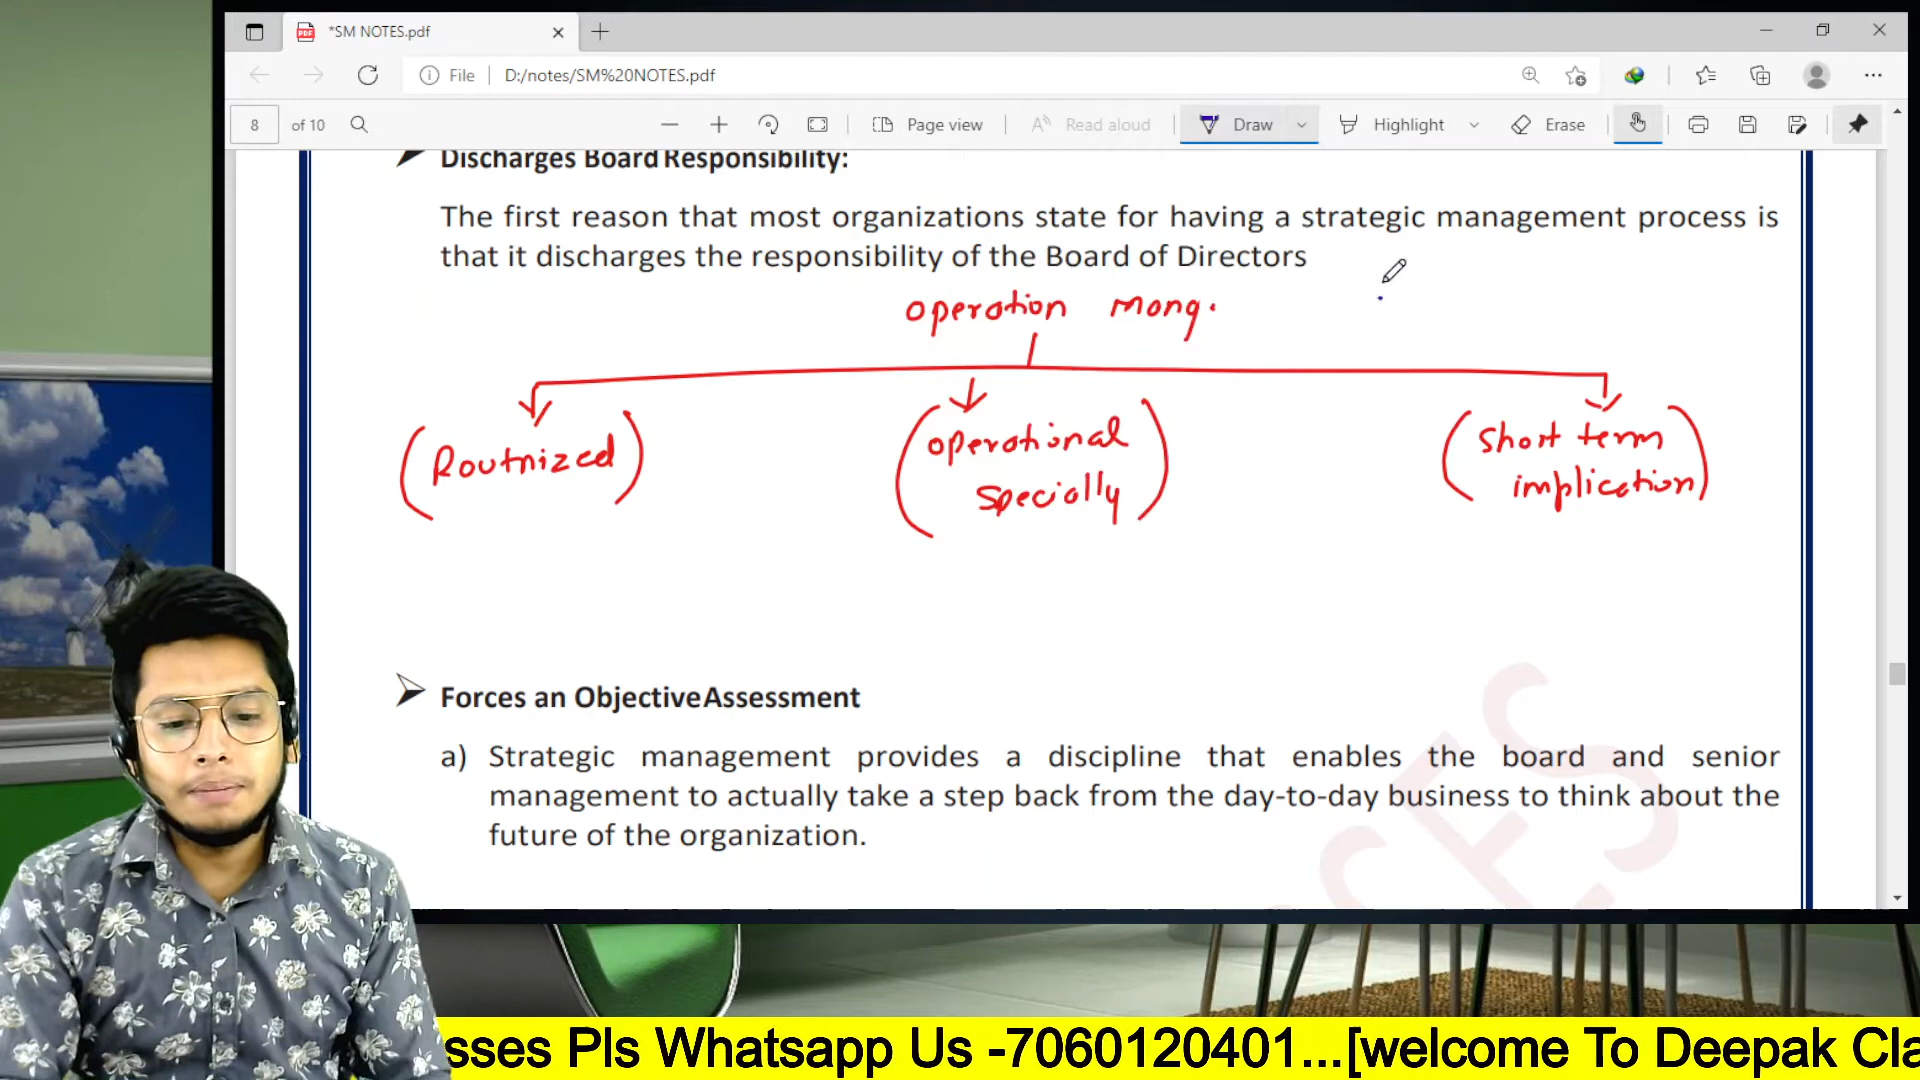 *SM NOTES.pdf
File D:/notes/SM%20NOTES.pdf
8 of 10 Page view Read aloud Draw Highlight Erase
Discharges Board Responsibility:
The first reason that most organizations state for having a strategic management process is
that it discharges the responsibility of the Board of Directors
operation mang.
(Routnized) (operational specially) (Short term implication)
Forces an ObjectiveAssessment
a) Strategic management provides a discipline that enables the board and senior
management to actually take a step back from the day-to-day business to think about the
future of the organization.
sses Pls Whatsapp Us -7060120401...[welcome To Deepak Cla